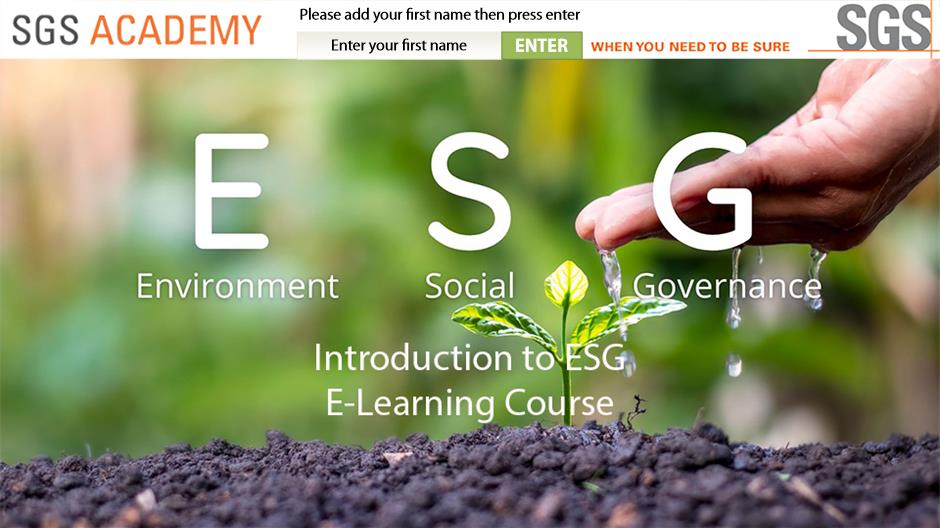 SGS ACADEMY
Please add your first name then press enter
Enter your first name
ENTER
WHEN YOU NEED TO BE SURE
SGS
E S G
Environment Social Governance
Introduction to ESG
E-Learning Course